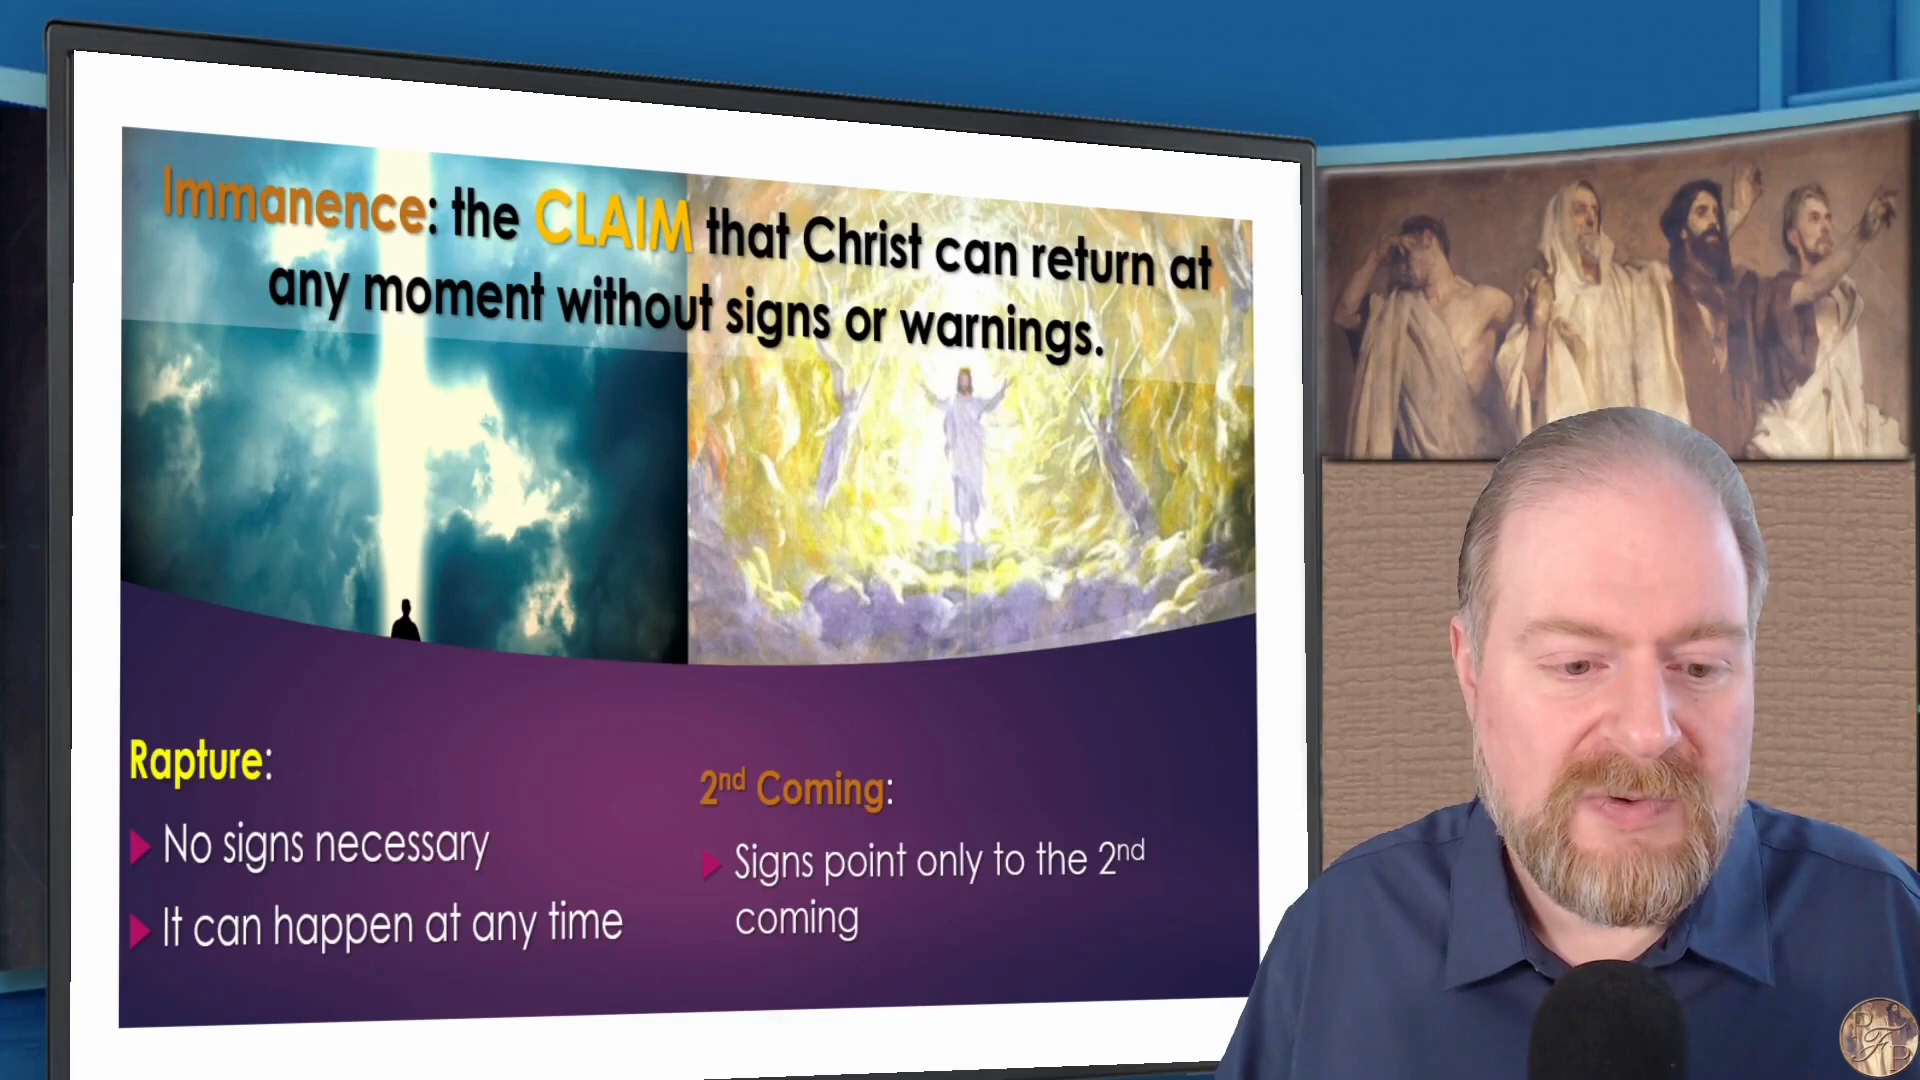 Immanence: the CLAIM that Christ can return at
any moment without signs or warnings.
Rapture:
No signs necessary
It can happen at any time
2nd Coming:
Signs point only to the 2nd
coming
PFP